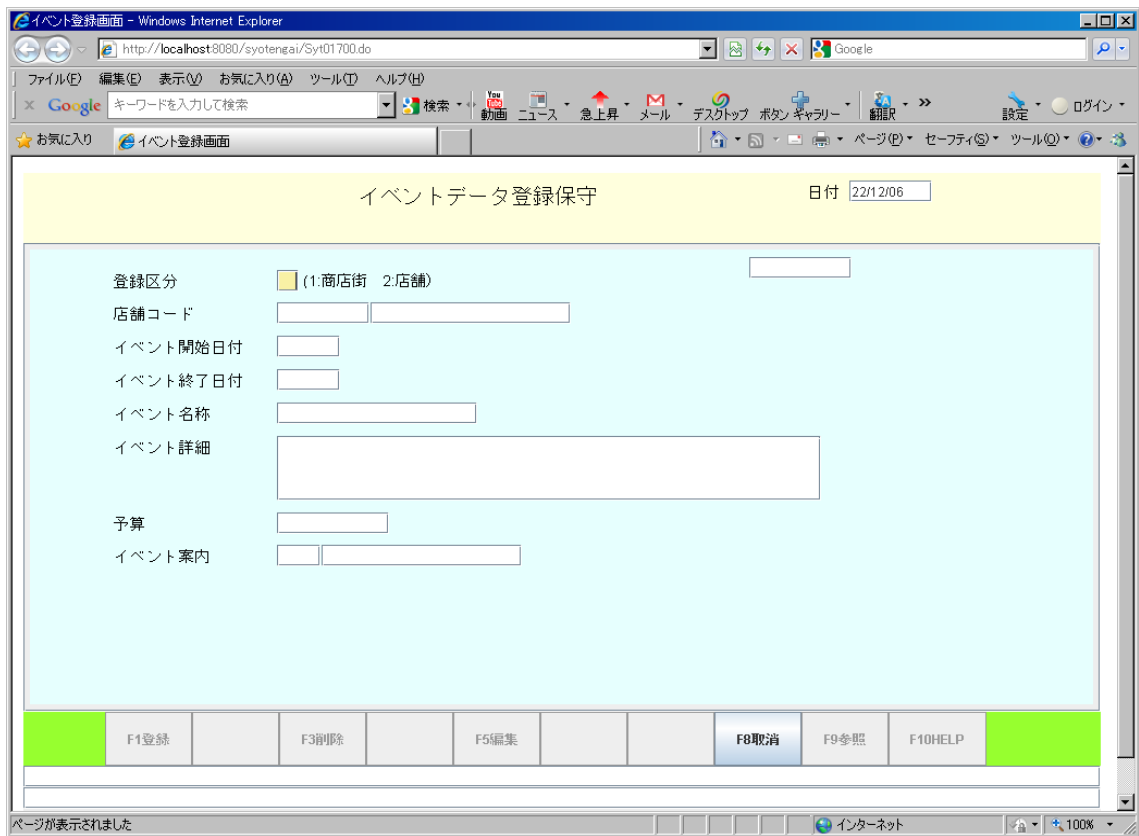 イベント登録画面 - Windows Internet Explorer
http://localhost:8080/syotengai/Syt01700.do
Google
ファイル(F) 編集(E) 表示(V) お気に入り(A) ツール(T) ヘルプ(H)
× Google キーワードを入力して検索 検索 You Tube 動画 ニュース 急上昇 メール デスクトップ ボタン ギャラリー 翻訳 » 設定 ログイン
お気に入り イベント登録画面 ページ(P) セーフティ(S) ツール(O)
イベントデータ登録保守 日付 22/12/06
登録区分 (1:商店街 2:店舗)
店舗コード
イベント開始日付
イベント終了日付
イベント名称
イベント詳細
予算
イベント案内
F1登録 F3削除 F5編集 F8取消 F9参照 F10HELP
ページが表示されました インターネット 100%